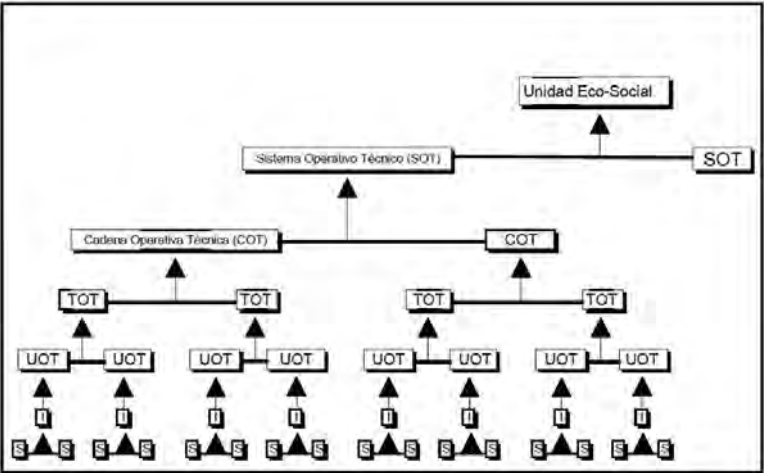 Unidad Eco-Social
Sistema Operativo Técnico (SOT) SOT
Cadena Operativa Técnica (COT) COT
TOT TOT TOT TOT
UOT UOT UOT UOT UOT UOT UOT UOT
I I I I I I I I
S S S S S S S S S S S S S S S S